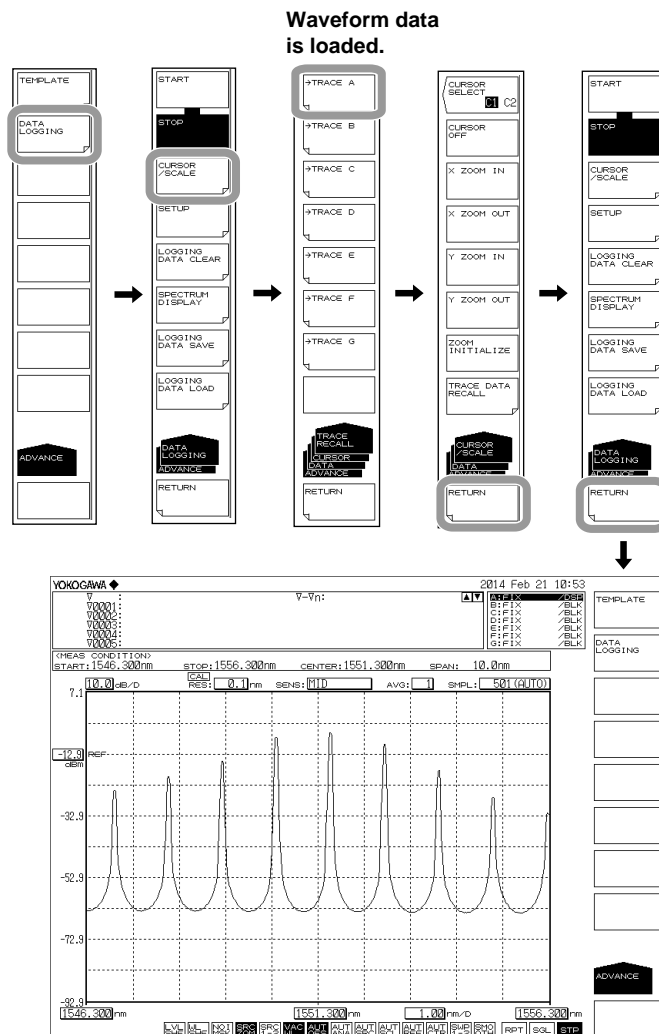 Waveform data
is loaded.
TEMPLATE
DATA
LOGGING
ADVANCE
START
STOP
CURSOR
/SCALE
SETUP
LOGGING
DATA CLEAR
SPECTRUM
DISPLAY
LOGGING
DATA SAVE
LOGGING
DATA LOAD
DATA
LOGGING
ADVANCE
RETURN
→TRACE A
→TRACE B
→TRACE C
→TRACE D
→TRACE E
→TRACE F
→TRACE G
TRACE
RECALL
CURSOR
DATA
ADVANCE
RETURN
CURSOR
SELECT
C1 C2
CURSOR
OFF
X ZOOM IN
X ZOOM OUT
Y ZOOM IN
Y ZOOM OUT
ZOOM
INITIALIZE
TRACE DATA
RECALL
CURSOR
/SCALE
DATA
ADVANCE
RETURN
START
STOP
CURSOR
/SCALE
SETUP
LOGGING
DATA CLEAR
SPECTRUM
DISPLAY
LOGGING
DATA SAVE
LOGGING
DATA LOAD
DATA
LOGGING
ADVANCE
RETURN
YOKOGAWA 2014 Feb 21 10:53
∇ : ∇-∇n:
∇0001:
∇0002:
∇0003:
∇0004:
∇0005:
A:FIX /DSP
B:FIX /BLK
C:FIX /BLK
D:FIX /BLK
E:FIX /BLK
F:FIX /BLK
G:FIX /BLK
<MEAS CONDITION>
START:1546.300nm STOP:1556.300nm CENTER:1551.300nm SPAN: 10.0nm
10.0dB/D CAL RES: 0.1nm SENS: MID AVG: 1 SMPL: 501(AUTO)
7.1
-12.9 REF
dBm
-32.9
-52.9
-72.9
-92.9
1546.300nm 1551.300nm 1.00nm/D 1556.300nm
RPT SGL STP
TEMPLATE
DATA
LOGGING
ADVANCE